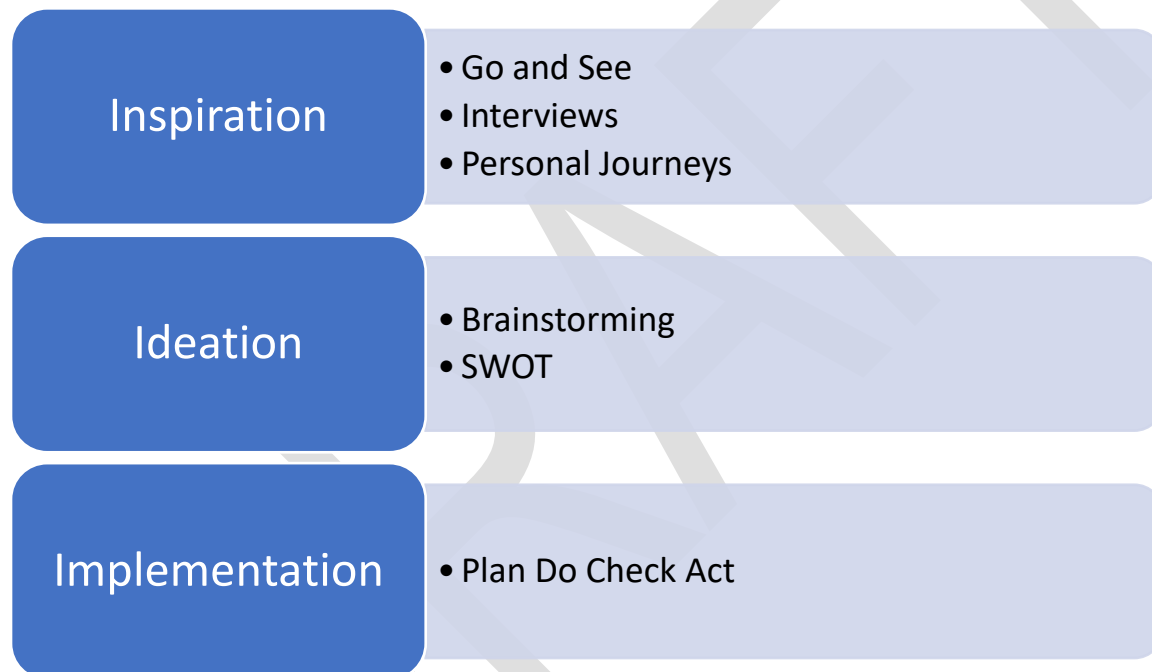 Inspiration
• Go and See
• Interviews
• Personal Journeys
Ideation
• Brainstorming
• SWOT
Implementation
• Plan Do Check Act